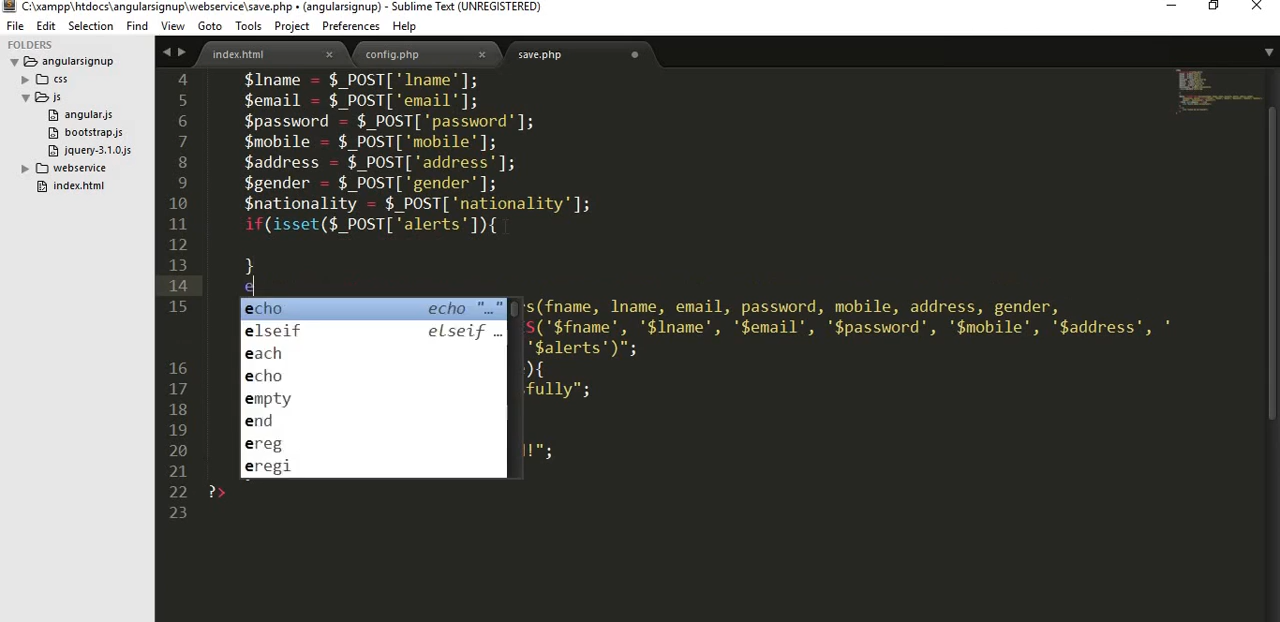 C:\xampp\htdocs\angularsignup\webservice\save.php • (angularsignup) - Sublime Text (UNREGISTERED)
File Edit Selection Find View Goto Tools Project Preferences Help
FOLDERS
angularsignup
css
js
angular.js
bootstrap.js
jquery-3.1.0.js
webservice
index.html
index.html × config.php × save.php
4 $lname = $_POST['lname'];
5 $email = $_POST['email'];
6 $password = $_POST['password'];
7 $mobile = $_POST['mobile'];
8 $address = $_POST['address'];
9 $gender = $_POST['gender'];
10 $nationality = $_POST['nationality'];
11 if(isset($_POST['alerts']){
12
13 }
14 e
echo echo "…"
elseif elseif …
each
echo
empty
end
ereg
eregi
15 s(fname, lname, email, password, mobile, address, gender,
S('$fname', '$lname', '$email', '$password', '$mobile', '$address', '
'$alerts')";
16 ){
17 fully";
18
19
20 !";
21
22 ?>
23